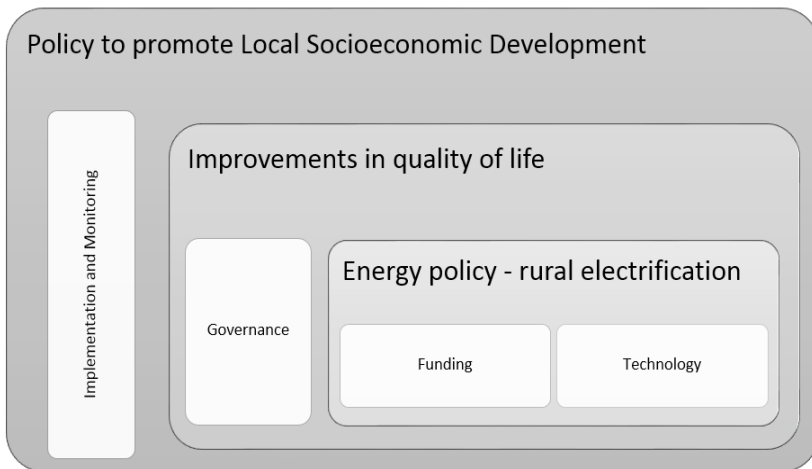 Policy to promote Local Socioeconomic Development
Implementation and Monitoring
Improvements in quality of life
Governance
Energy policy - rural electrification
Funding
Technology